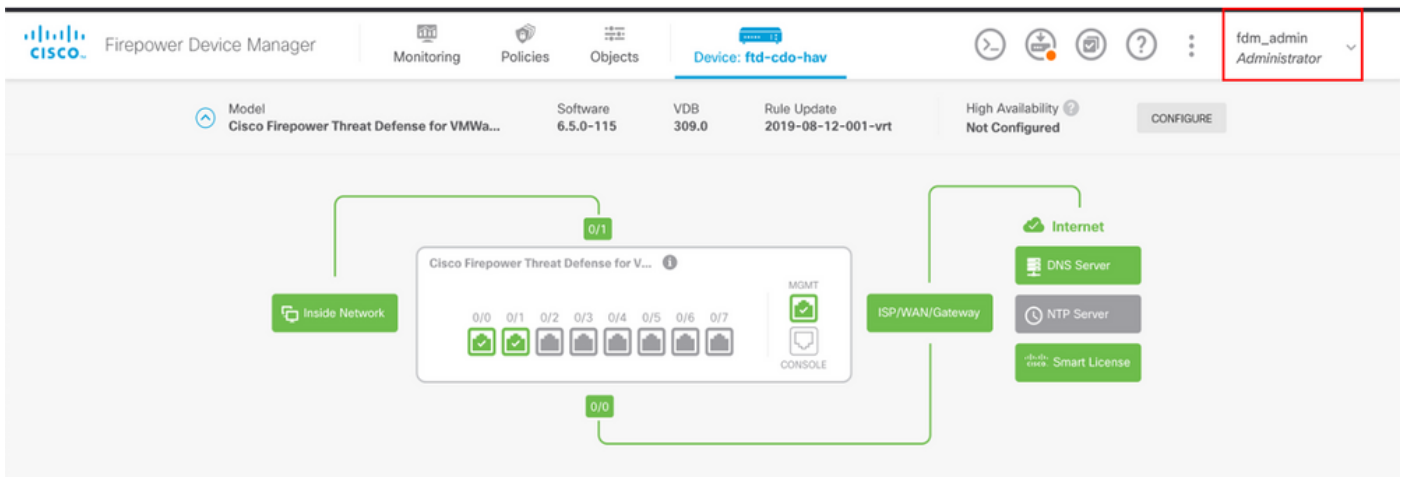 CISCO
Firepower Device Manager
Monitoring
Policies
Objects
Device: ftd-cdo-hav
fdm_admin
Administrator
Model
Cisco Firepower Threat Defense for VMWa...
Software
6.5.0-115
VDB
309.0
Rule Update
2019-08-12-001-vrt
High Availability ?
Not Configured
CONFIGURE
0/1
Internet
Cisco Firepower Threat Defense for V...
DNS Server
MGMT
Inside Network
0/0 0/1 0/2 0/3 0/4 0/5 0/6 0/7
ISP/WAN/Gateway
NTP Server
CONSOLE
CISCO Smart License
0/0